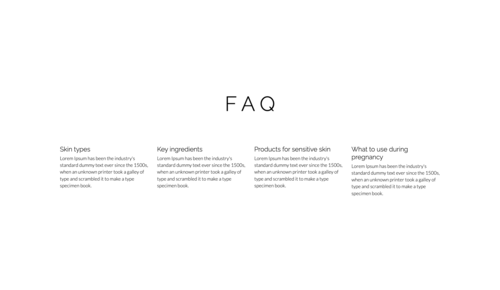 FAQ
Skin types
Lorem Ipsum has been the industry's
standard dummy text ever since the 1500s,
when an unknown printer took a galley of
type and scrambled it to make a type
specimen book.
Key ingredients
Lorem Ipsum has been the industry's
standard dummy text ever since the 1500s,
when an unknown printer took a galley of
type and scrambled it to make a type
specimen book.
Products for sensitive skin
Lorem Ipsum has been the industry's
standard dummy text ever since the 1500s,
when an unknown printer took a galley of
type and scrambled it to make a type
specimen book.
What to use during
pregnancy
Lorem Ipsum has been the industry's
standard dummy text ever since the 1500s,
when an unknown printer took a galley of
type and scrambled it to make a type
specimen book.